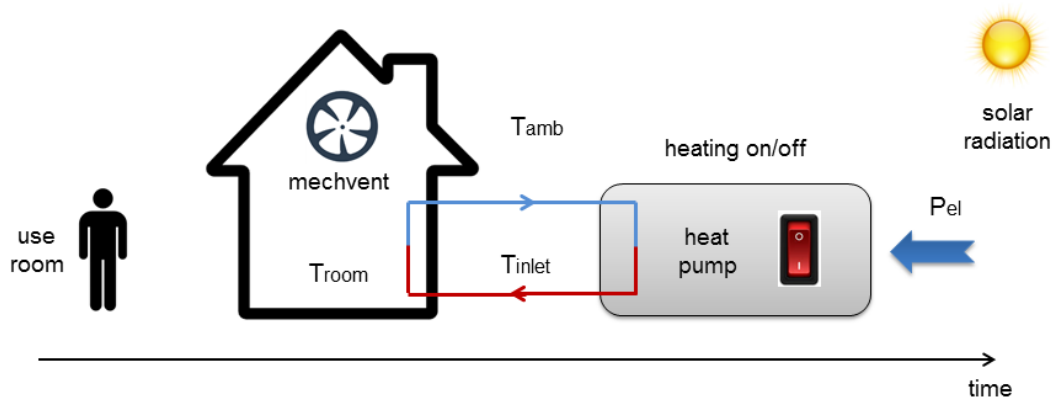 solar
radiation
Tamb
heating on/off
mechvent
use
room
Troom
Tinlet
heat
pump
O
I
Pel
time